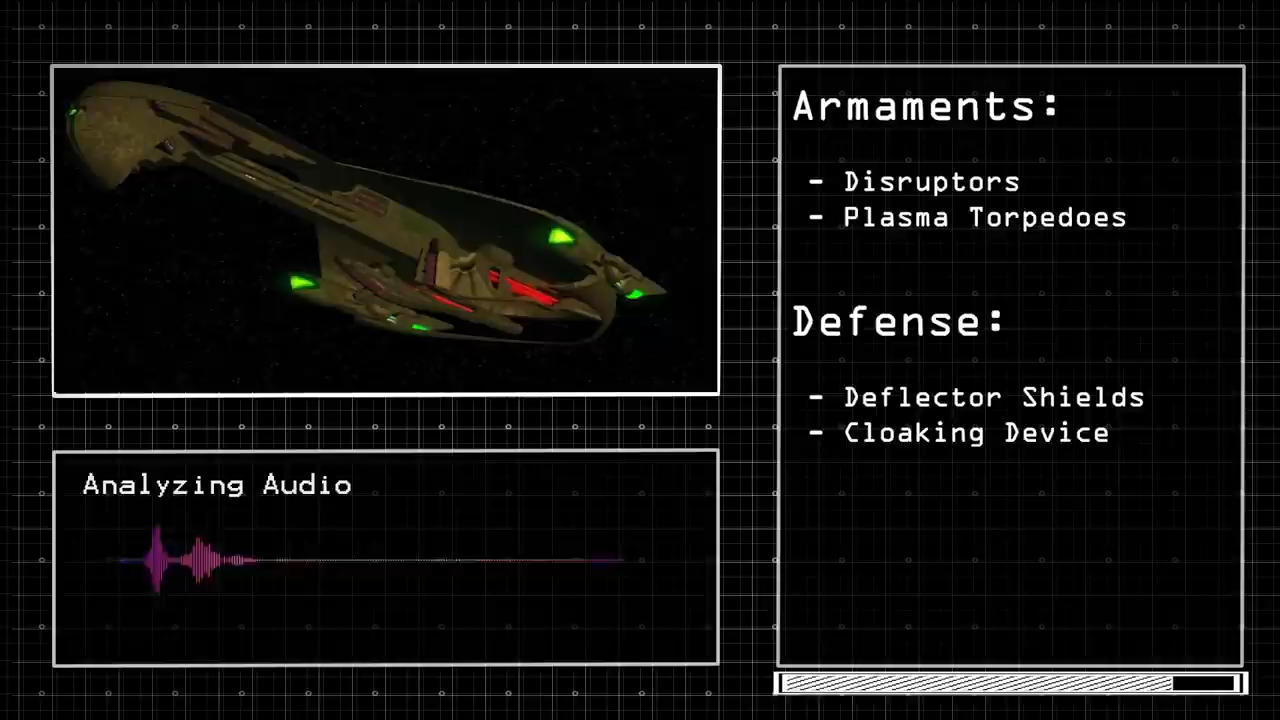 Armaments:
- Disruptors
- Plasma Torpedoes
Defense:
- Deflector Shields
- Cloaking Device
Analyzing Audio